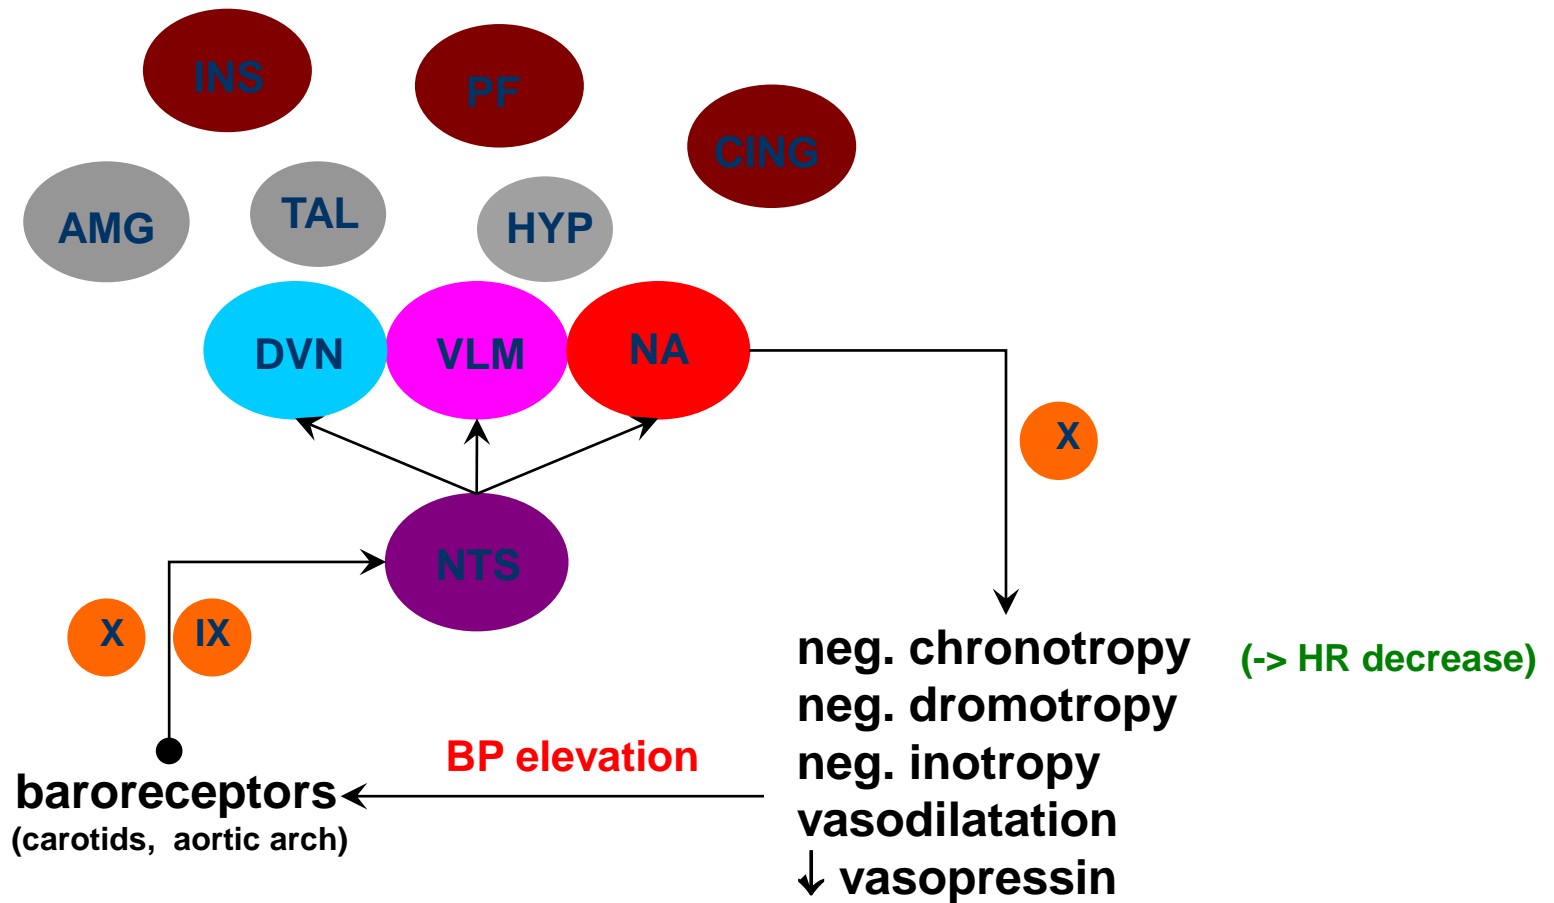 INS
PF
CING
AMG
TAL
HYP
DVN
VLM
NA
X
NTS
X
IX
neg. chronotropy
(-> HR decrease)
neg. dromotropy
BP elevation
neg. inotropy
baroreceptors
(carotids, aortic arch)
vasodilatation
↓ vasopressin